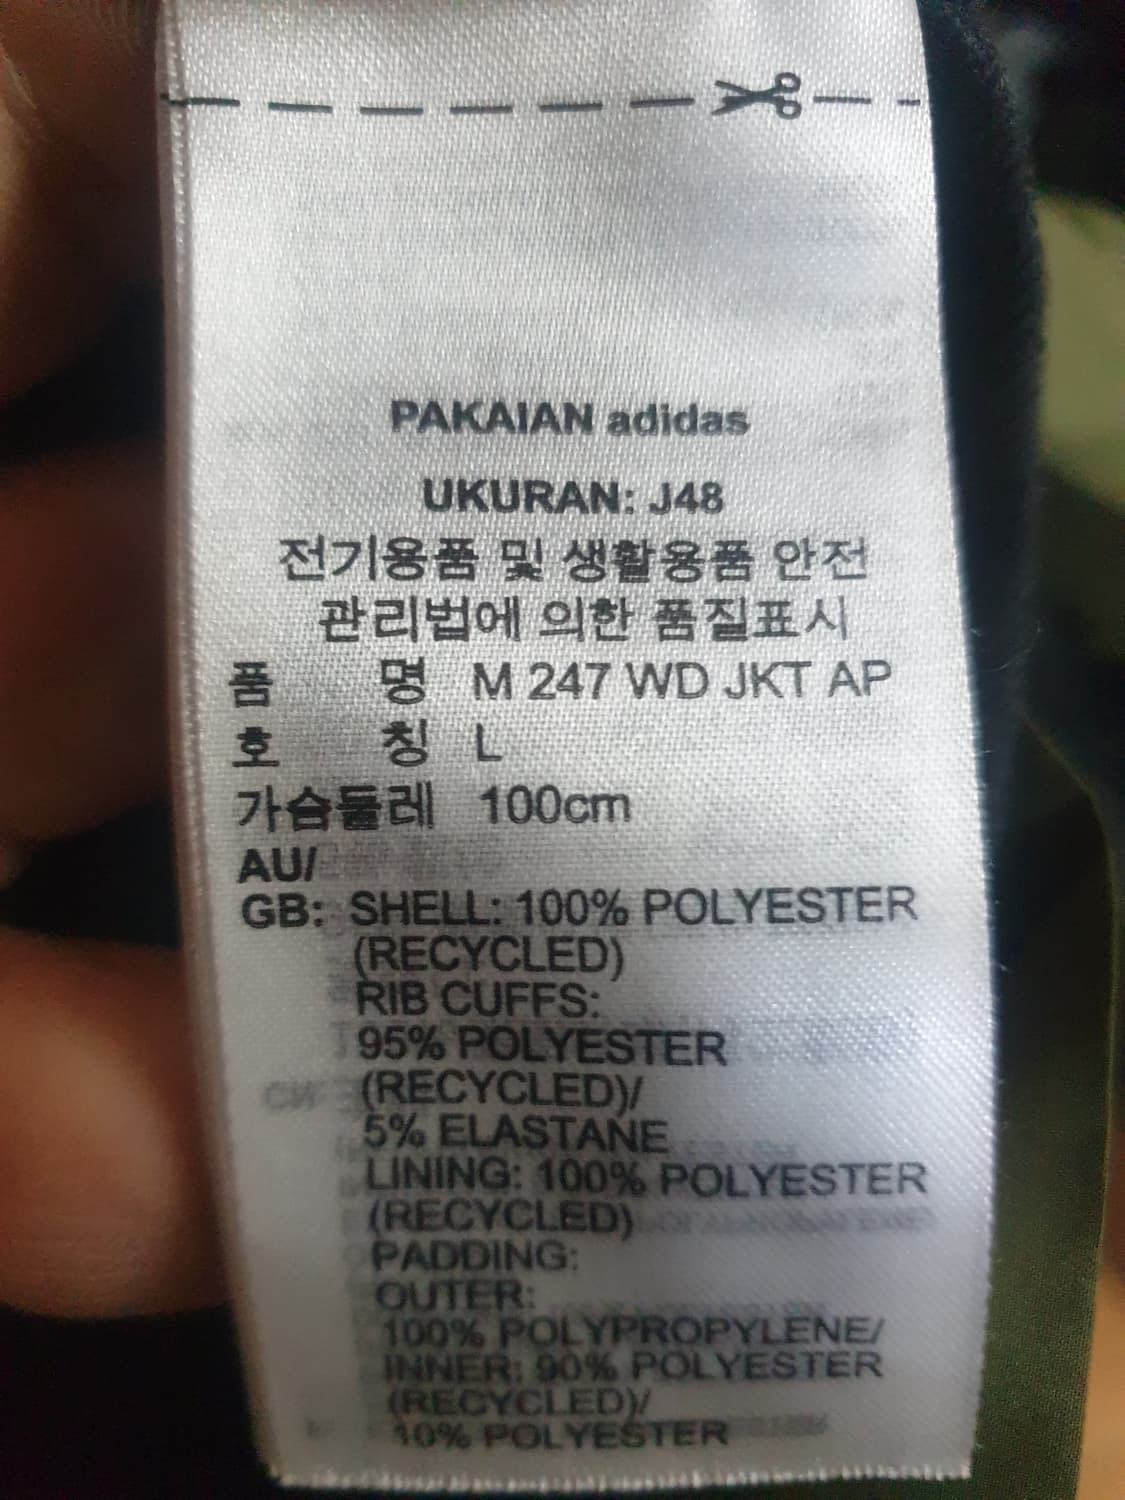 PAKAIAN adidas
UKURAN: J48
전기용품 및 생활용품 안전
관리법에 의한 품질표시
품 명 M 247 WD JKT AP
호 칭 L
가슴둘레 100cm
AU/
GB: SHELL: 100% POLYESTER
(RECYCLED)
RIB CUFFS:
95% POLYESTER
(RECYCLED)/
5% ELASTANE
LINING: 100% POLYESTER
(RECYCLED)
PADDING:
OUTER:
100% POLYPROPYLENE/
INNER: 90% POLYESTER
(RECYCLED)/
10% POLYESTER